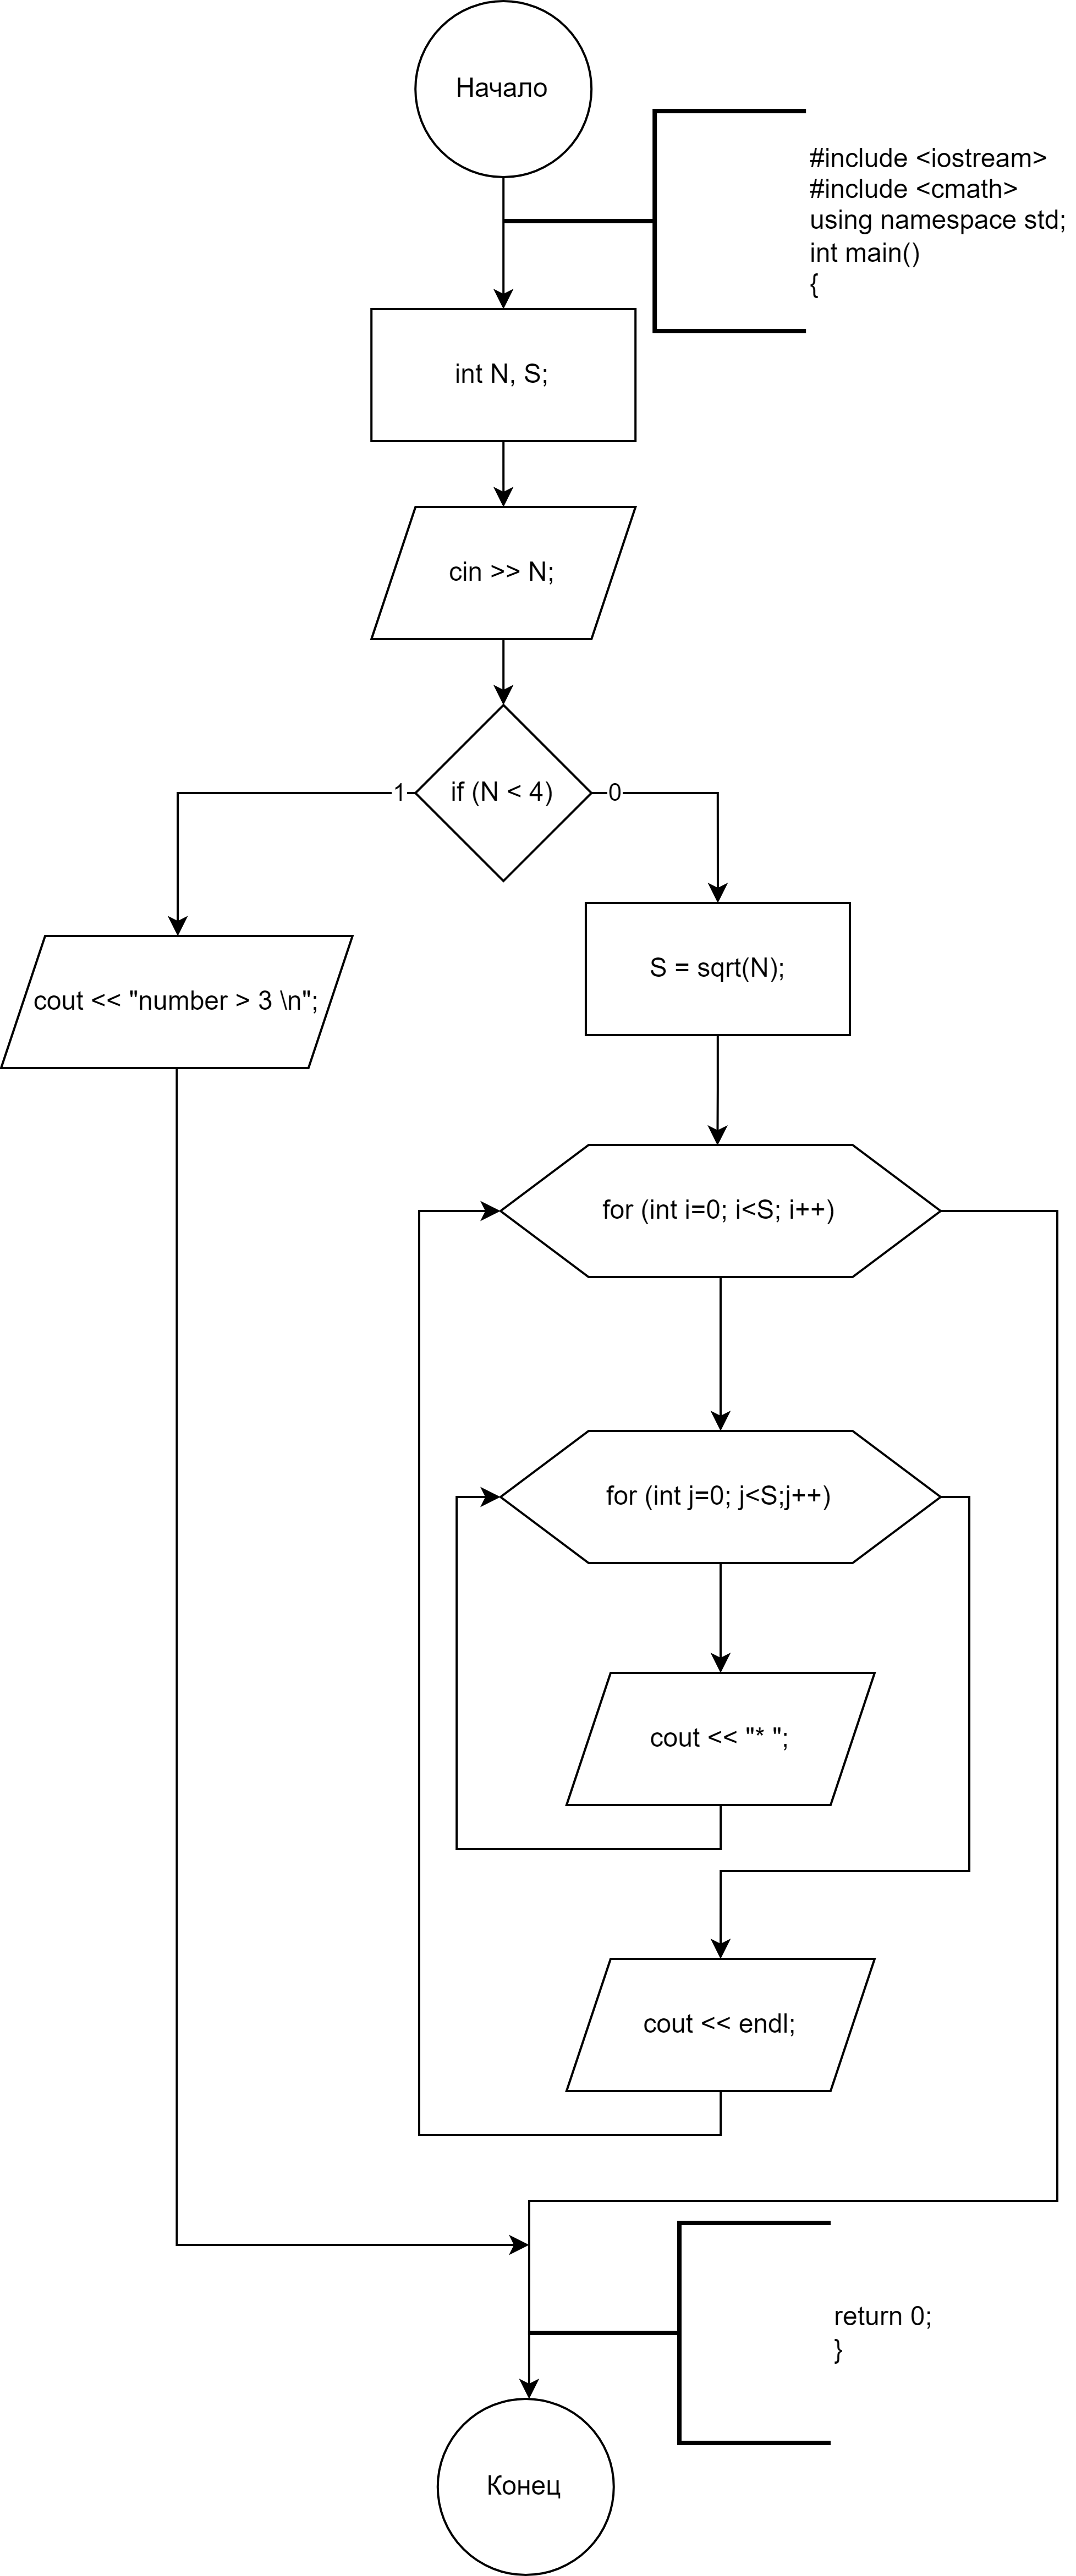 Начало
#include <iostream>
#include <cmath>
using namespace std;
int main()
{
int N, S;
cin >> N;
if (N < 4)
1
0
S = sqrt(N);
cout << "number > 3 \n";
for (int i=0; i<S; i++)
for (int j=0; j<S;j++)
cout << "* ";
cout << endl;
return 0;
}
Конец